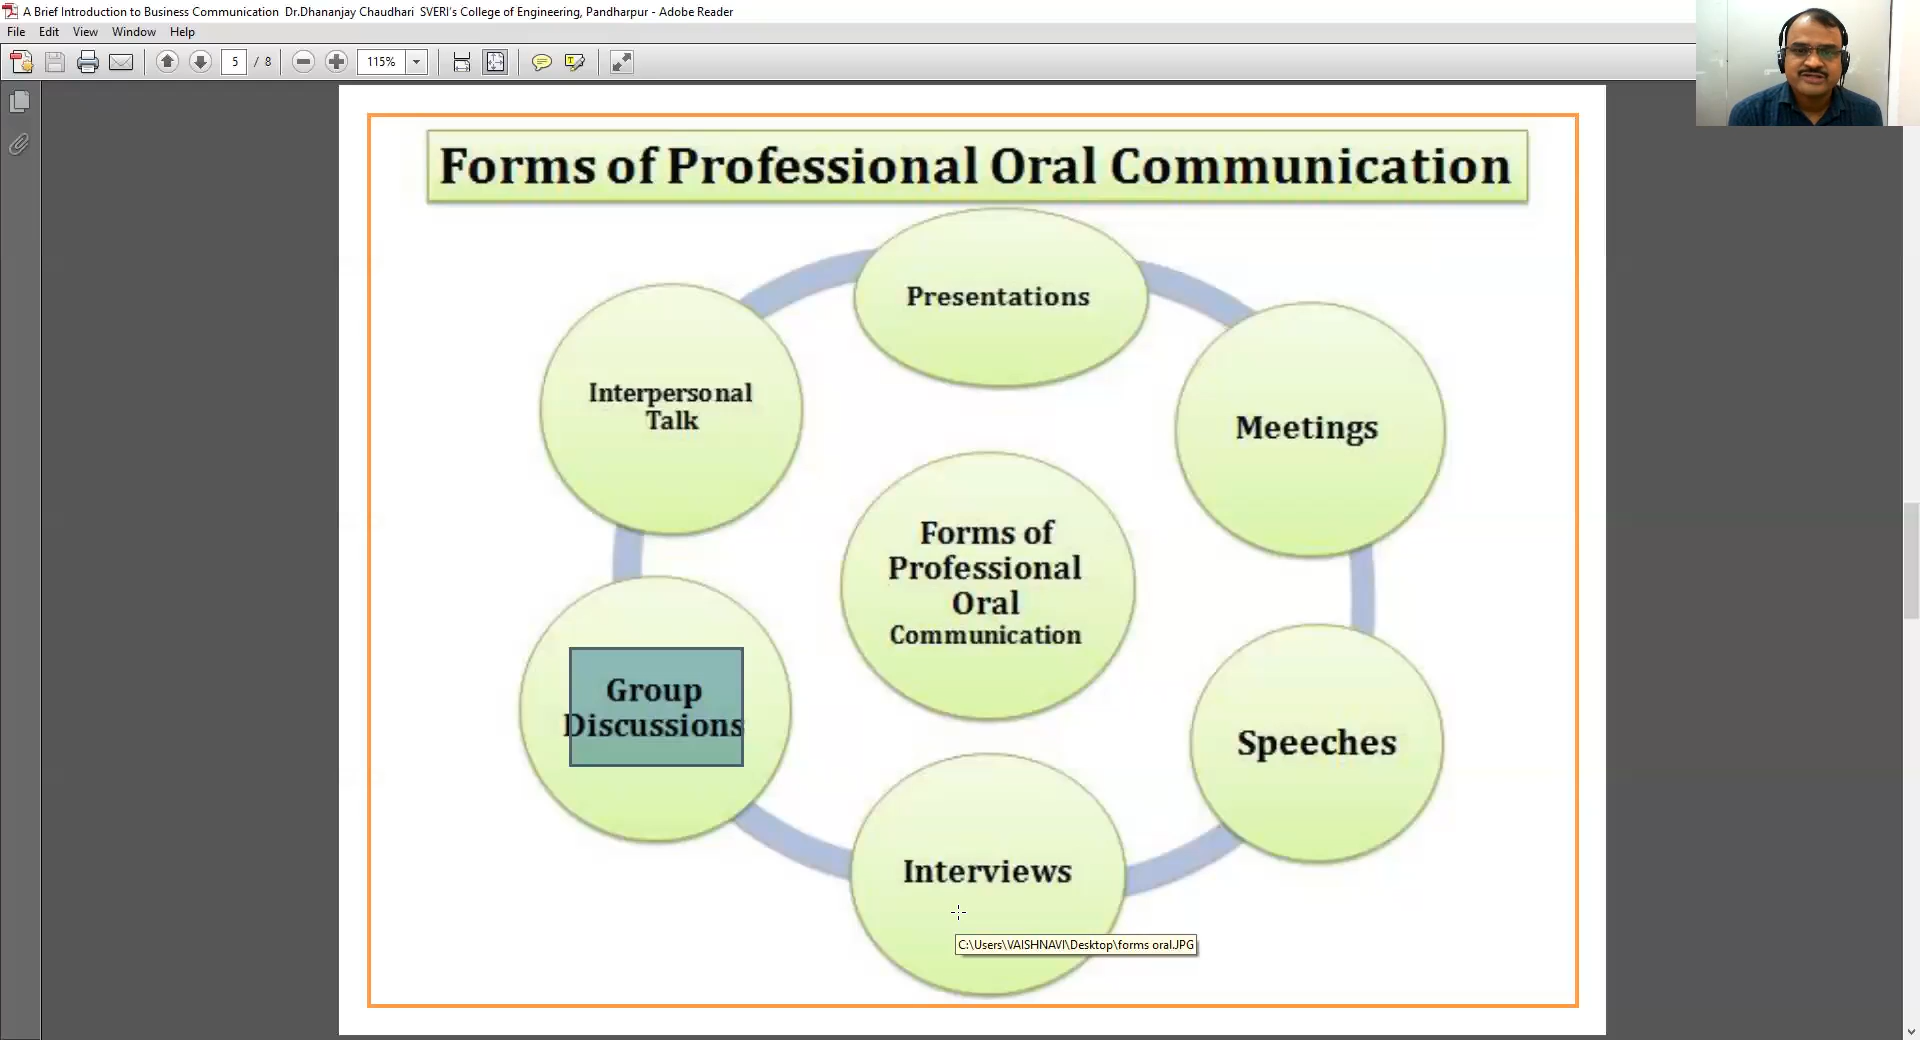 A Brief Introduction to Business Communication  Dr.Dhananjay Chaudhari  SVERI's College of Engineering, Pandharpur - Adobe Reader
File Edit View Window Help
5 / 8 115%
Forms of Professional Oral Communication
Presentations
Interpersonal
Talk
Meetings
Forms of
Professional
Oral
Communication
Group
Discussions
Speeches
Interviews
C:\Users\VAISHNAVI\Desktop\forms oral.JPG